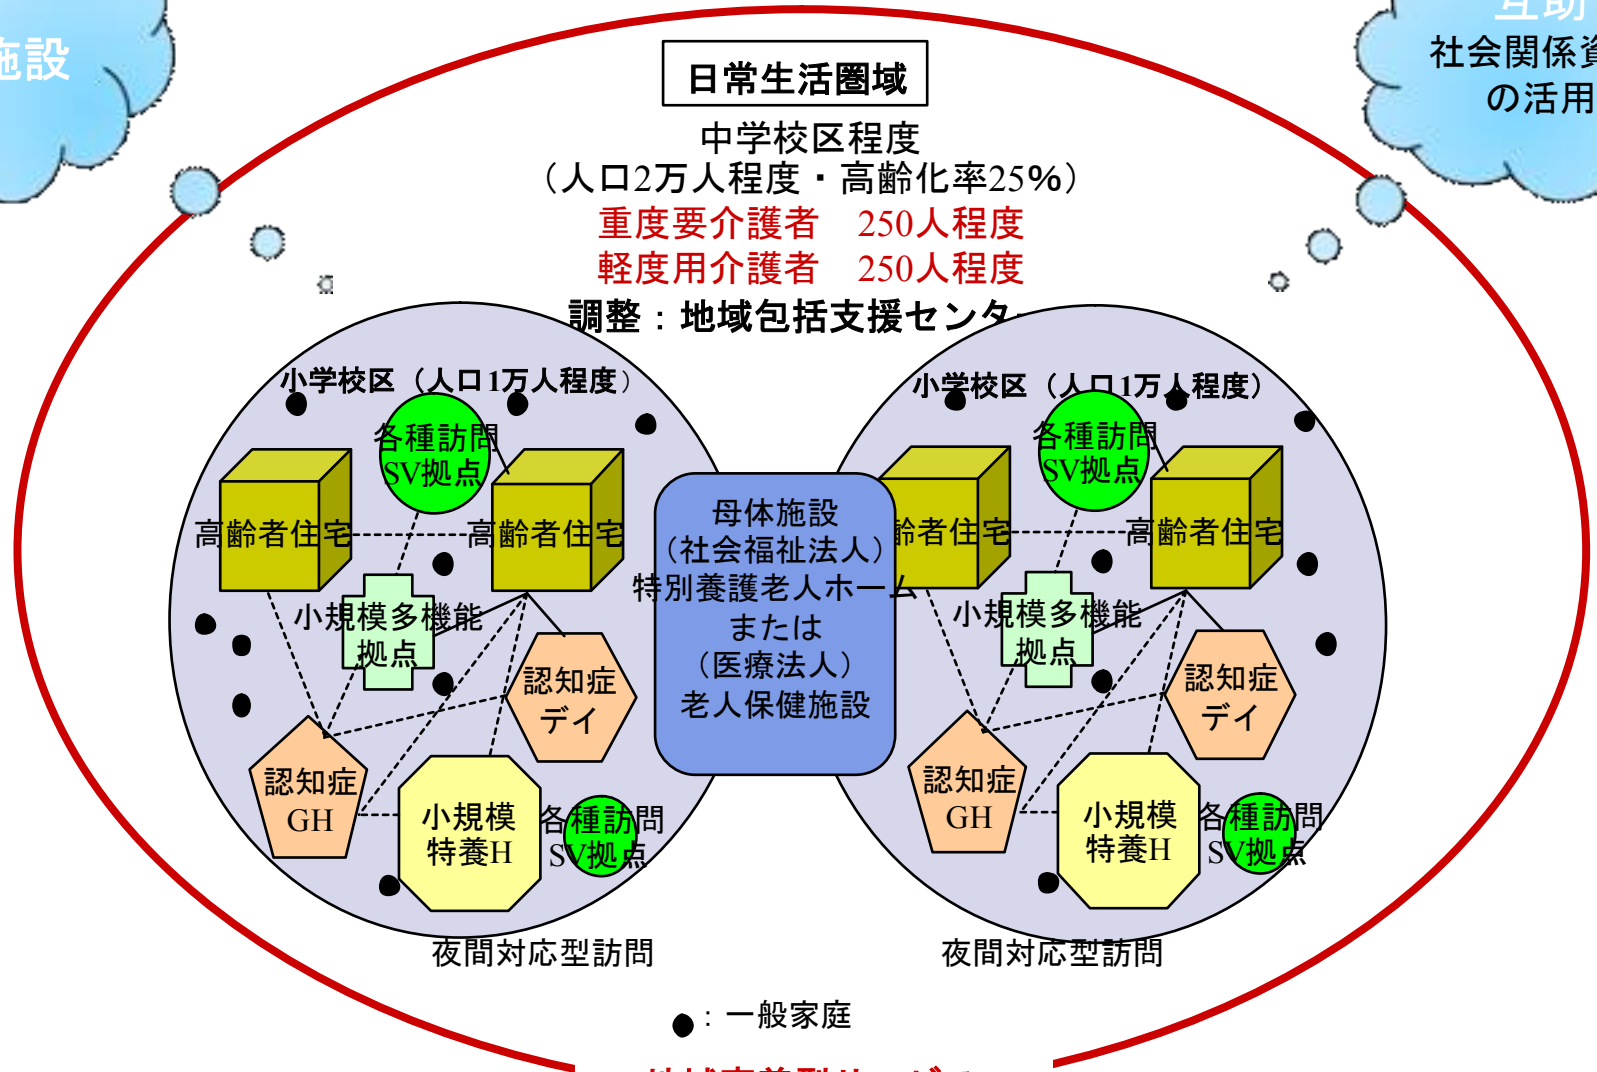 施設
互助
社会関係資
の活用
日常生活圏域
中学校区程度
（人口2万人程度・高齢化率25%）
重度要介護者　250人程度
軽度用介護者　250人程度
調整：地域包括支援センター
小学校区（人口1万人程度）
各種訪問
SV拠点
高齢者住宅
高齢者住宅
小規模多機能
拠点
認知症
デイ
認知症
GH
小規模
特養H
各種訪問
SV拠点
夜間対応型訪問
母体施設
（社会福祉法人）
特別養護老人ホーム
または
（医療法人）
老人保健施設
小学校区（人口1万人程度）
各種訪問
SV拠点
齢者住宅
高齢者住宅
小規模多機能
拠点
認知症
デイ
認知症
GH
小規模
特養H
各種訪問
SV拠点
夜間対応型訪問
：一般家庭